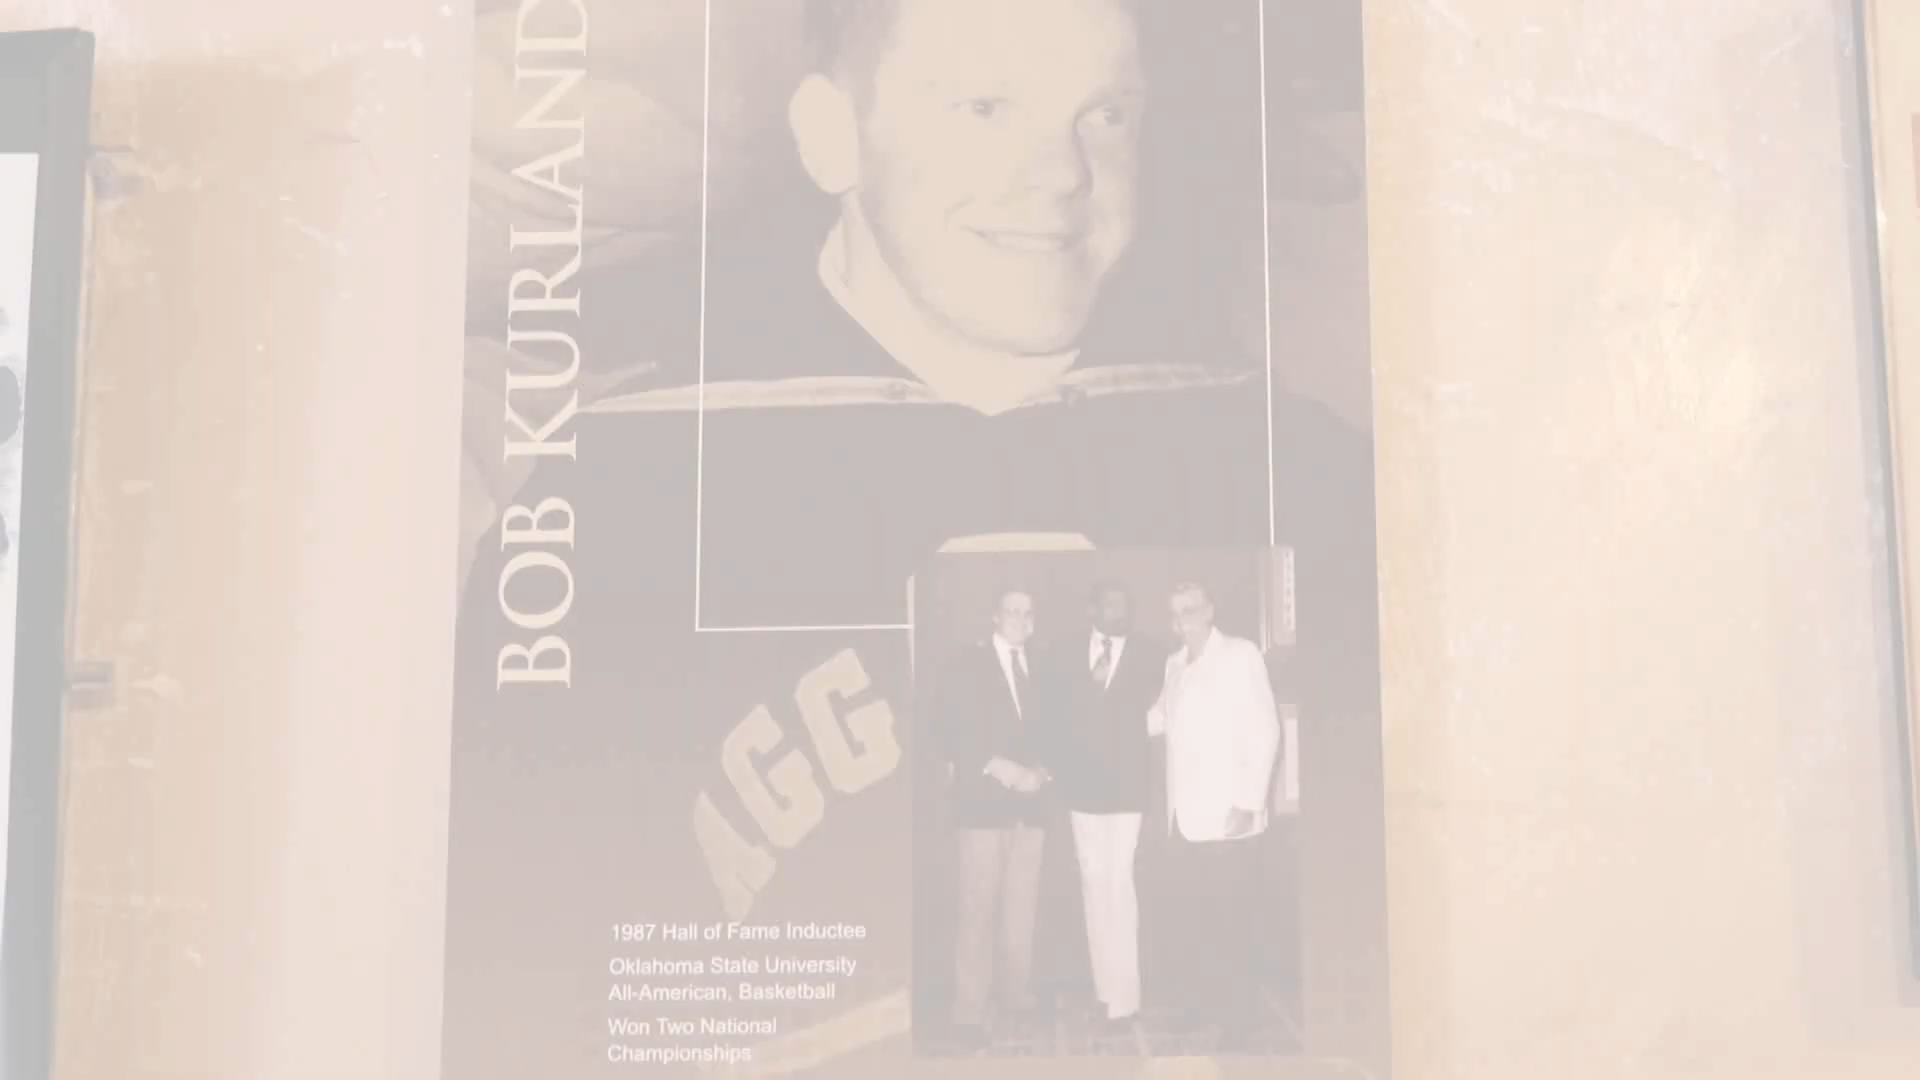 BOB KURLAND
AGG
1987 Hall of Fame Inductee
Oklahoma State University
All-American, Basketball
Won Two National
Championships